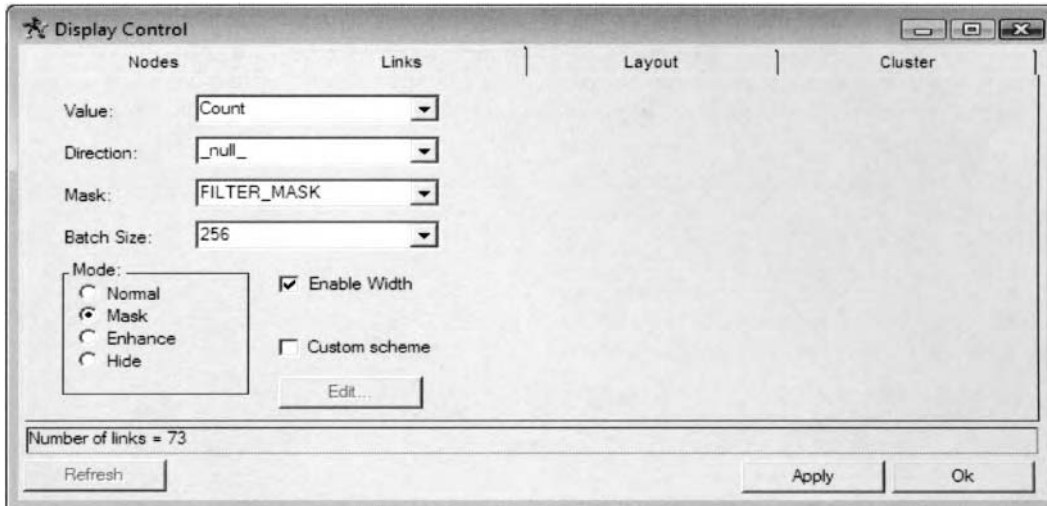 Display Control
Nodes Links Layout Cluster
Value: Count
Direction: _null_
Mask: FILTER_MASK
Batch Size: 256
Mode:
Normal
Mask
Enhance
Hide
Enable Width
Custom scheme
Edit...
Number of links = 73
Refresh Apply Ok